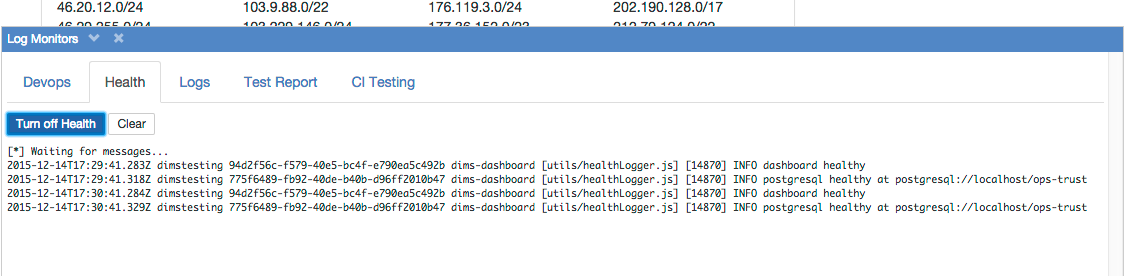 46.20.12.0/24 103.9.88.0/22 176.119.3.0/24 202.190.128.0/17
Log Monitors
Devops Health Logs Test Report CI Testing
Turn off Health Clear
[*] Waiting for messages...
2015-12-14T17:29:41.283Z dimstesting 94d2f56c-f579-40e5-bc4f-e790ea5c492b dims-dashboard [utils/healthLogger.js] [14870] INFO dashboard healthy
2015-12-14T17:29:41.318Z dimstesting 775f6489-fb92-40de-b40b-d96ff2010b47 dims-dashboard [utils/healthLogger.js] [14870] INFO postgresql healthy at postgresql://localhost/ops-trust
2015-12-14T17:30:41.284Z dimstesting 94d2f56c-f579-40e5-bc4f-e790ea5c492b dims-dashboard [utils/healthLogger.js] [14870] INFO dashboard healthy
2015-12-14T17:30:41.329Z dimstesting 775f6489-fb92-40de-b40b-d96ff2010b47 dims-dashboard [utils/healthLogger.js] [14870] INFO postgresql healthy at postgresql://localhost/ops-trust